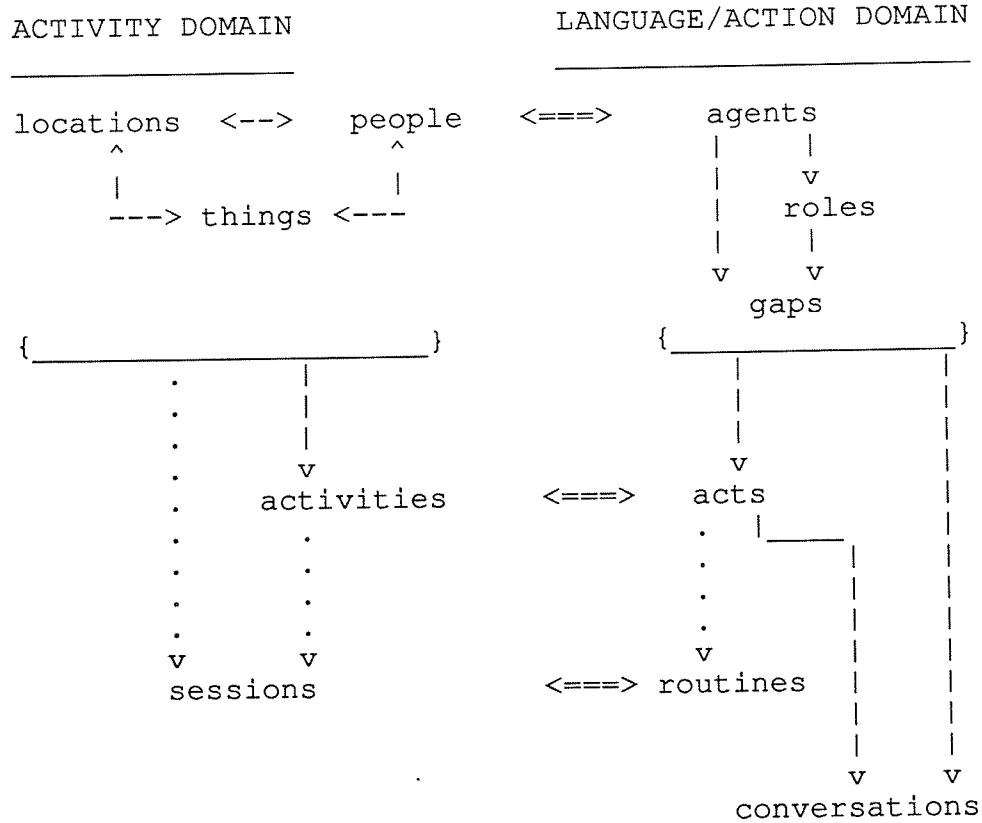 ACTIVITY DOMAIN LANGUAGE/ACTION DOMAIN
locations <--> people <===> agents
---> things <---
roles
gaps
activities <===> acts
sessions <===> routines
conversations